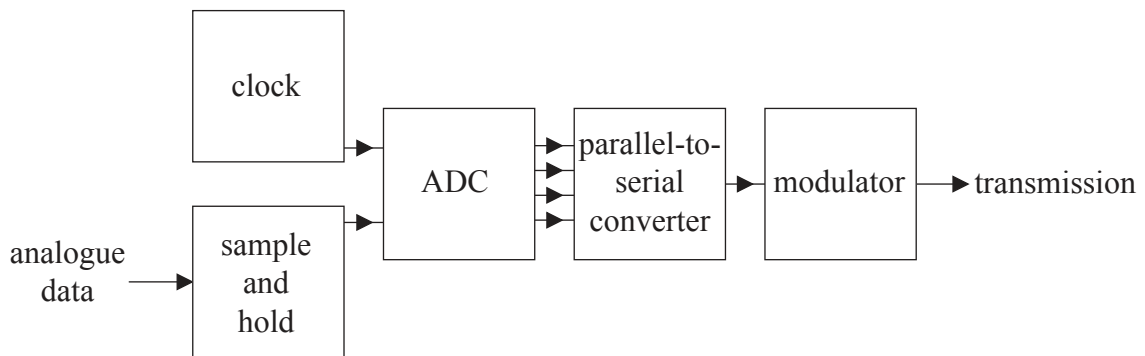 clock
ADC
parallel-to-
serial
converter
modulator
transmission
analogue
data
sample
and
hold